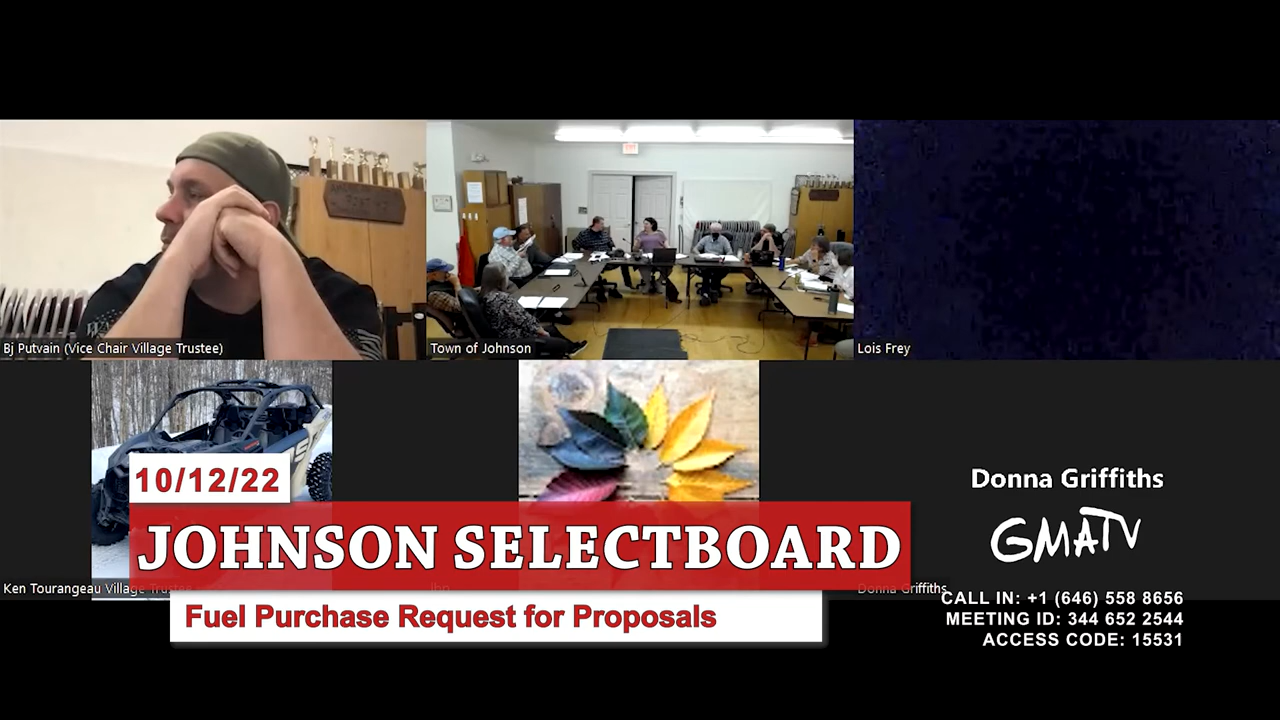 Bj Putvain (Vice Chair Village Trustee)
Town of Johnson
Lois Frey
10/12/22
Donna Griffiths
GMATV
JOHNSON SELECTBOARD
Ken Tourangeau Village Trustee
Donna Griffiths
Fuel Purchase Request for Proposals
CALL IN: +1 (646) 558 8656
MEETING ID: 344 652 2544
ACCESS CODE: 15531